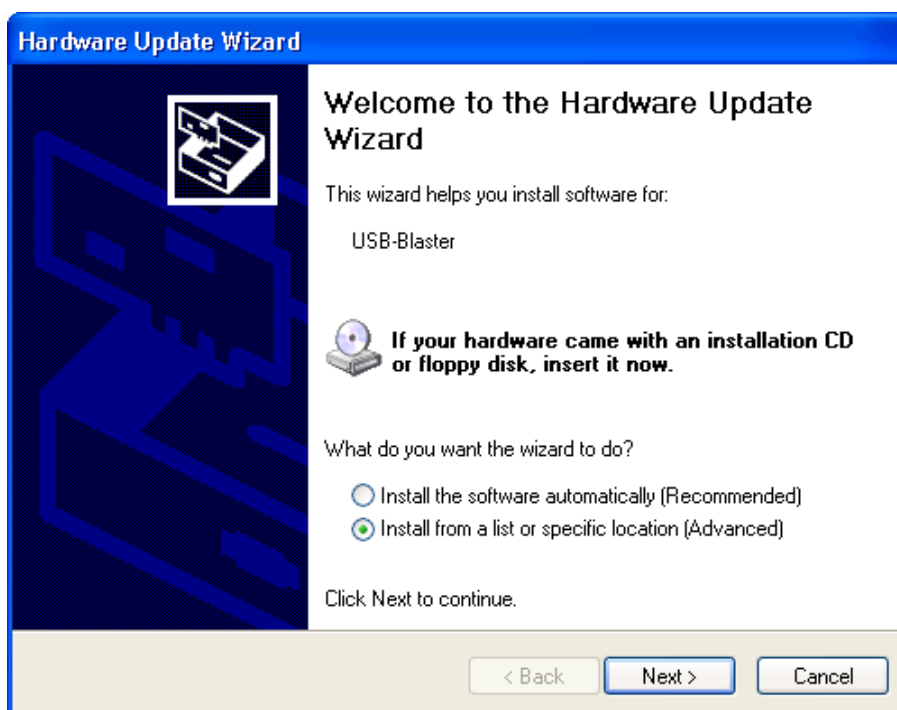 Hardware Update Wizard
Welcome to the Hardware Update
Wizard
This wizard helps you install software for:
USB-Blaster
If your hardware came with an installation CD
or floppy disk, insert it now.
What do you want the wizard to do?
Install the software automatically (Recommended)
Install from a list or specific location (Advanced)
Click Next to continue.
< Back
Next >
Cancel